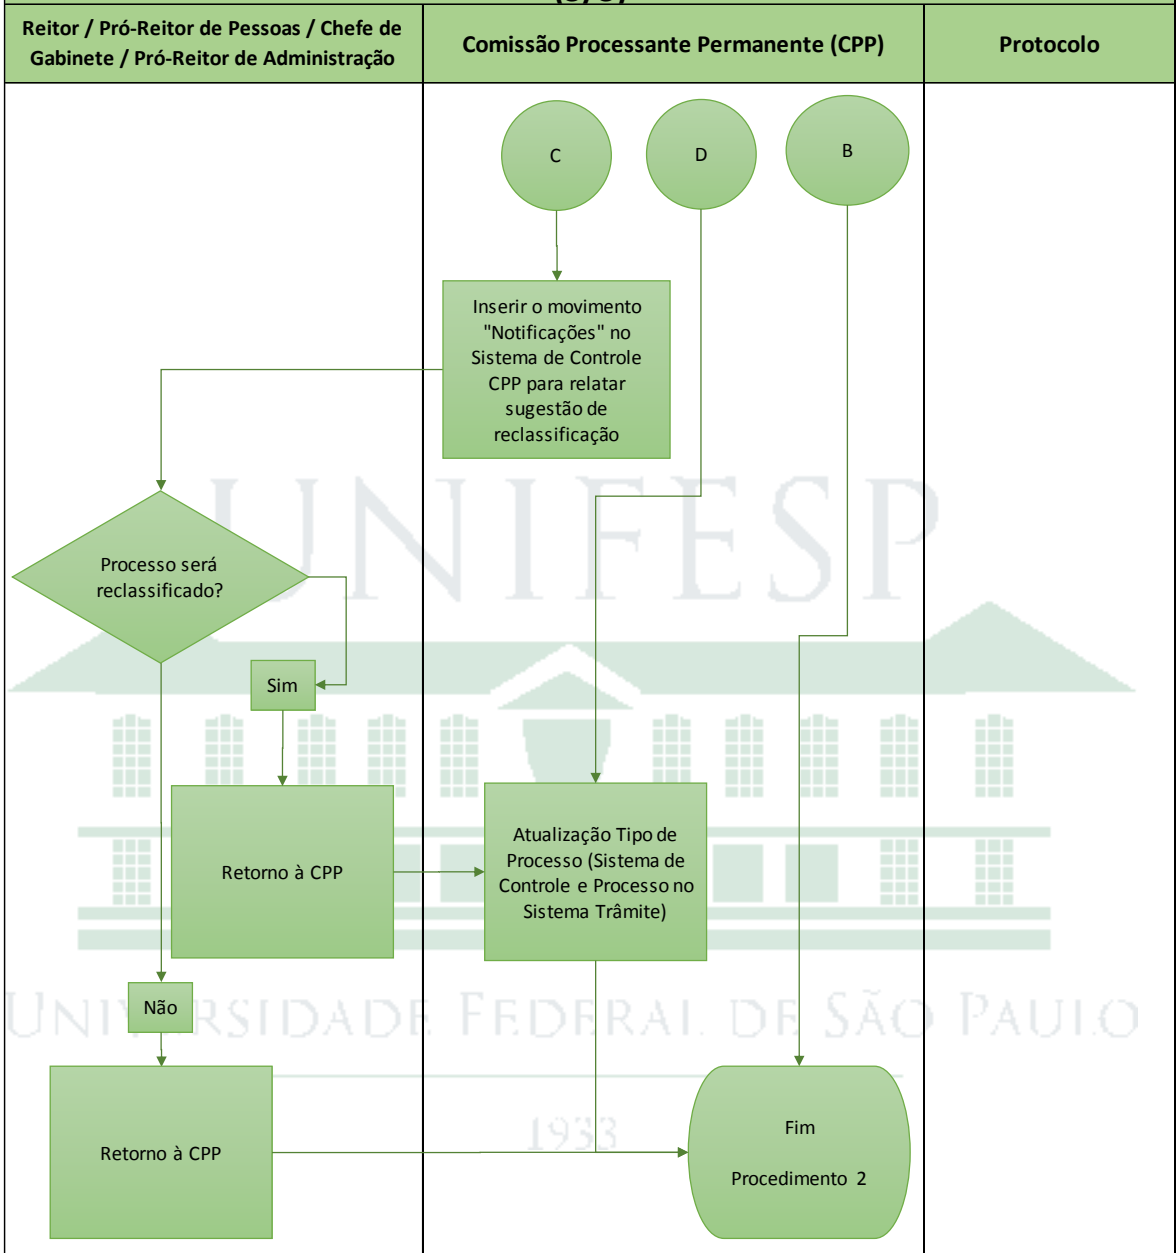 (3/3)
Reitor / Pró-Reitor de Pessoas / Chefe de
Gabinete / Pró-Reitor de Administração
Comissão Processante Permanente (CPP)
Protocolo
C
D
B
Inserir o movimento
"Notificações" no
Sistema de Controle
CPP para relatar
sugestão de
reclassificação
UNIFESP
Processo será
reclassificado?
Sim
Retorno à CPP
Atualização Tipo de
Processo (Sistema de
Controle e Processo no
Sistema Trâmite)
Não
UNIVERSIDADE FEDERAL DE SÃO PAULO
1933
Retorno à CPP
Fim
Procedimento 2